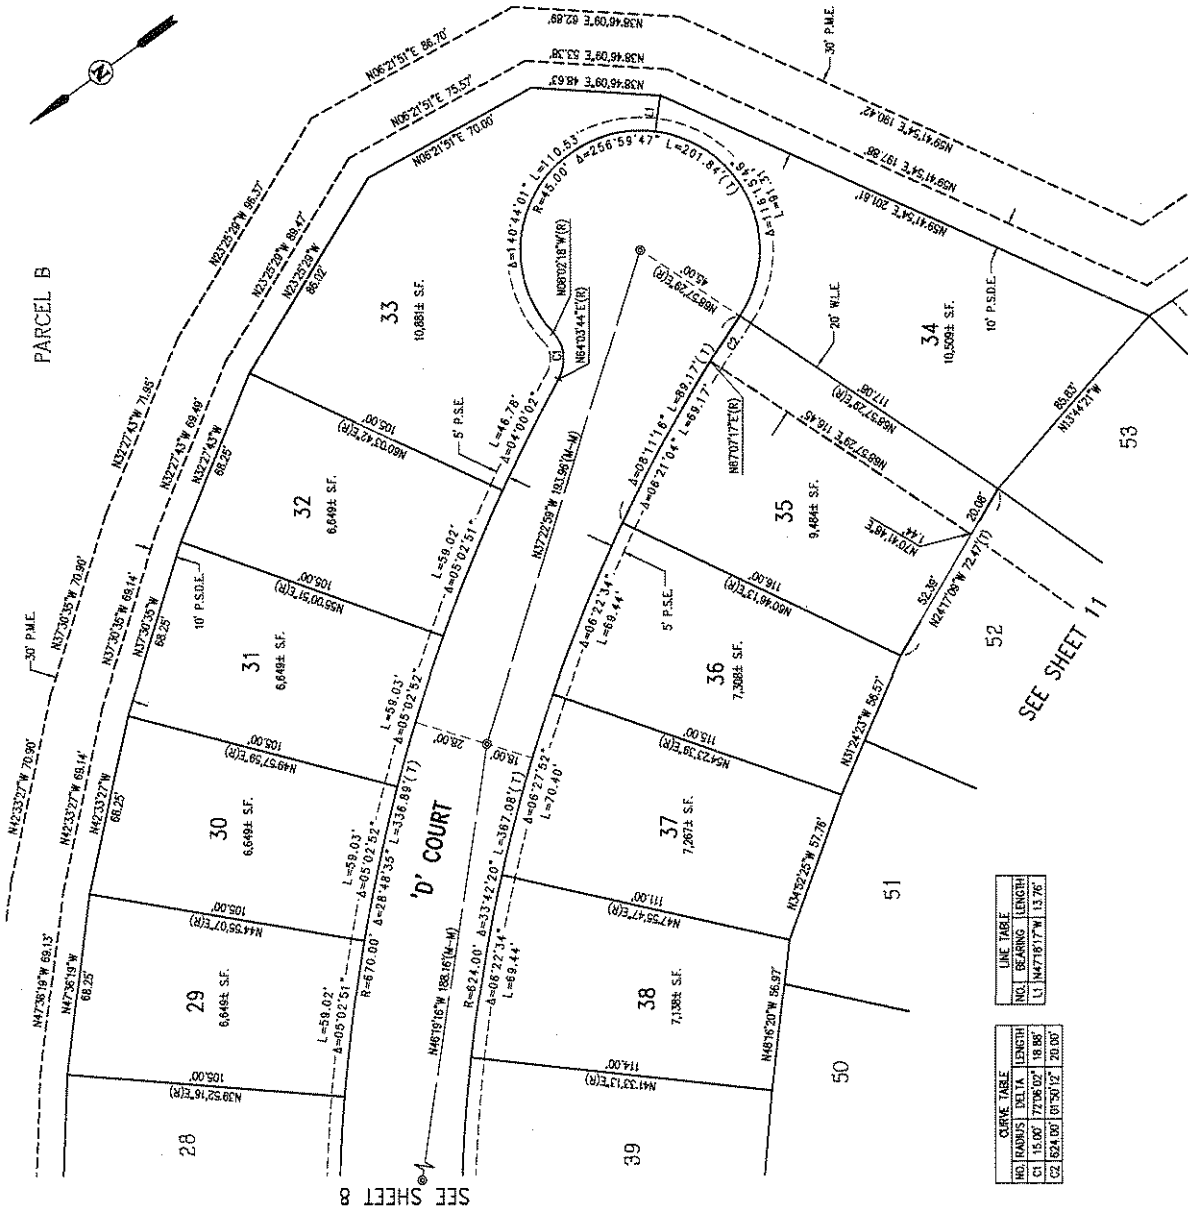 N
PARCEL B
30' P.M.E.
N42'33'27"W 70.90'
N37'30'35"W 70.90'
N32'27'43"W 71.95'
N23'25'29"W 96.37'
N06'21'51"E 86.70'
N38'46'09"E 62.89'
30' P.M.E.
N59'41'54"E 190.42'
N47'36'19"W 69.13'
N42'33'27"W 69.14'
N37'30'35"W 69.14'
N32'27'43"W 69.49'
N23'25'29"W 89.47'
N06'21'51"E 75.57'
N38'46'09"E 53.38'
N59'41'54"E 197.88'
N47'36'19"W
68.25'
N42'33'27"W
68.25'
N37'30'35"W
68.25'
N32'27'43"W
68.25'
N23'25'29"W
86.02'
N06'21'51"E 70.00'
N38'46'09"E 48.63'
N59'41'54"E 201.81'
10' P.S.D.E.
10' P.S.D.E.
28
29
6,649± S.F.
30
6,649± S.F.
31
6,649± S.F.
32
6,649± S.F.
33
10,881± S.F.
34
10,509± S.F.
35
9,484± S.F.
36
7,308± S.F.
37
7,267± S.F.
38
7,138± S.F.
39
50
51
52
53
N39'52'16"E(R)
105.00'
N44'55'07"E(R)
105.00'
N49'57'59"E(R)
105.00'
N55'00'51"E(R)
105.00'
N60'03'42"E(R)
105.00'
L=59.02'
Δ=05'02'51"
L=59.03'
Δ=05'02'52"
L=59.03'
Δ=05'02'52"
L=59.02'
Δ=05'02'51"
L=46.78'
Δ=04'00'02"
5' P.S.E.
R=670.00' Δ=28'48'35" L=336.89'(T)
C1
N08'02'18"W(R)
N64'03'44"E(R)
Δ=140'44'01" L=110.53'
R=45.00' Δ=256'59'47" L=201.84'(T)
L1
Δ=116'15'46"
L=91.31'
N68'57'29"E(R)
45.00'
C2
'D' COURT
N46'19'16"W 188.16'(M-M)
N37'22'59"W 193.96'(M-M)
28.00'
18.00'
R=624.00' Δ=33'42'20" L=367.08'(T)
Δ=06'22'34"
L=69.44'
Δ=06'27'52"
L=70.40'
Δ=06'22'34"
L=69.44'
Δ=08'11'16" L=89.17'(T)
Δ=06'21'04" L=69.17'
N67'07'17"E(R)
5' P.S.E.
20' W.L.E.
N41'33'13"E(R)
114.00'
N47'55'47"E(R)
111.00'
N54'23'39"E(R)
115.00'
N60'46'13"E(R)
116.00'
N68'57'29"E 116.45'
N68'57'29"E(R)
117.08'
N70'41'48"E
1.44'
N48'16'20"W 56.97'
N34'52'25"W 57.76'
N31'24'23"W 56.57'
52.39'
20.08'
N24'17'09"W 72.47'(T)
85.83'
N13'44'21"W
SEE SHEET 8
SEE SHEET 11
CURVE TABLE
NO. RADIUS DELTA LENGTH
C1 15.00' 72'06'02" 18.88'
C2 624.00' 01'50'12" 20.00'
LINE TABLE
NO. BEARING LENGTH
L1 N47'16'17"W 13.76'